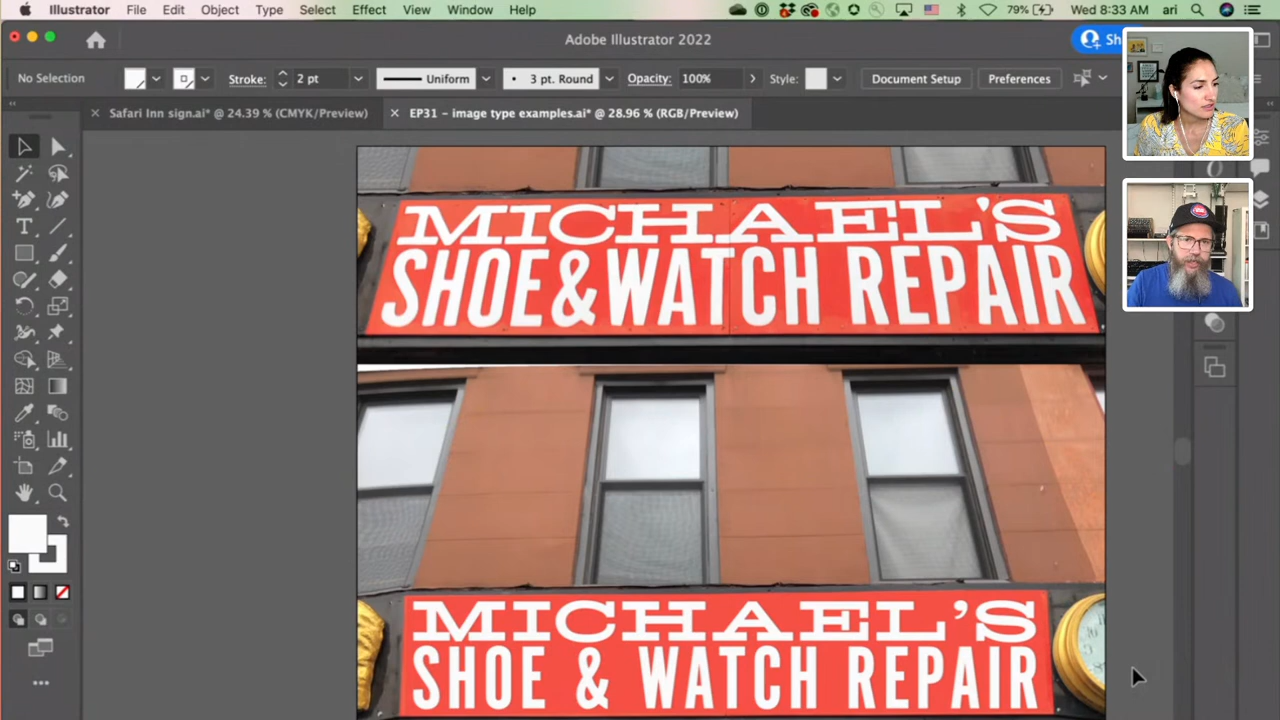 Illustrator File Edit Object Type Select Effect View Window Help 79% Wed 8:33 AM ari
Adobe Illustrator 2022
No Selection Stroke: 2 pt Uniform 3 pt. Round Opacity: 100% Style: Document Setup Preferences
Safari Inn sign.ai* @ 24.39 % (CMYK/Preview) EP31 - image type examples.ai* @ 28.96 % (RGB/Preview)
MICHAEL'S
SHOE&WATCH REPAIR
MICHAEL'S
SHOE & WATCH REPAIR